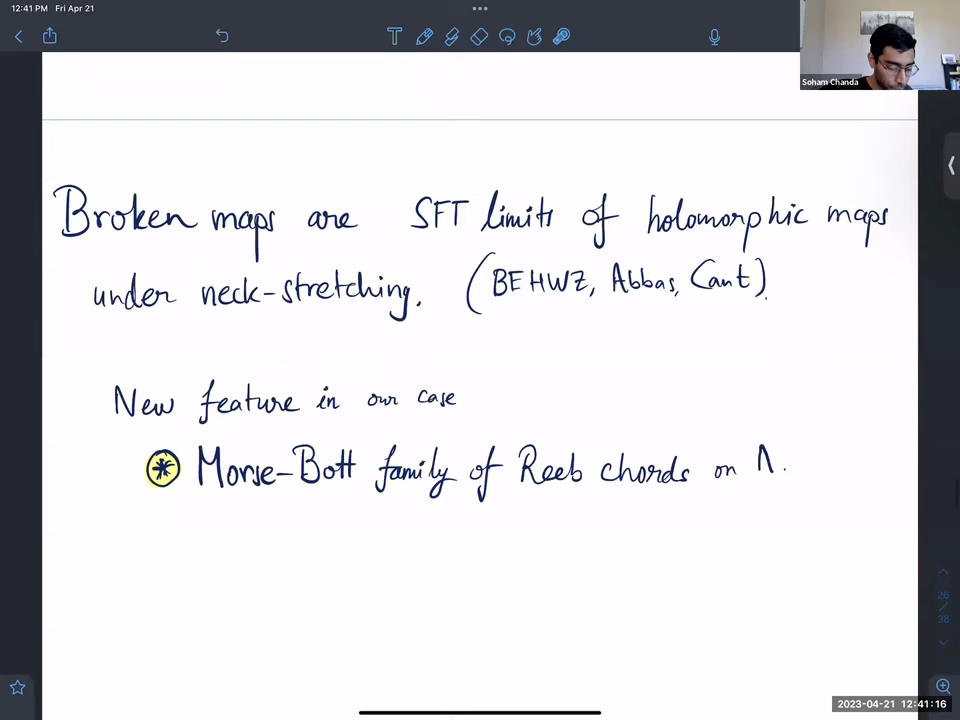 12:41 PM Fri Apr 21
Soham Chanda
Broken maps are SFT limits of holomorphic maps
under neck-stretching. (BEHWZ, Abbas, Cant).
New feature in our case
Morse-Bott family of Reeb chords on Λ.
26
/
38
2023-04-21 12:41:16